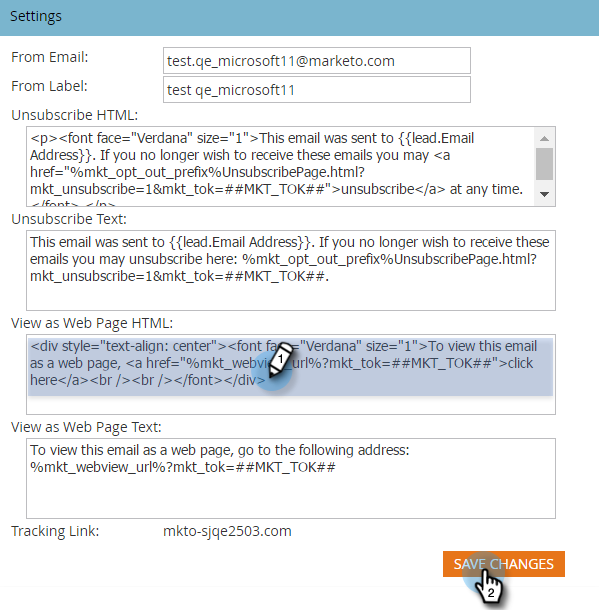 Settings
From Email:
test.qe_microsoft11@marketo.com
From Label:
test qe_microsoft11
Unsubscribe HTML:
<p><font face="Verdana" size="1">This email was sent to {{lead.Email
Address}}. If you no longer wish to receive these emails you may <a
href="%mkt_opt_out_prefix%UnsubscribePage.html?
mkt_unsubscribe=1&mkt_tok=##MKT_TOK##">unsubscribe</a> at any time.
</font> </p>
Unsubscribe Text:
This email was sent to {{lead.Email Address}}. If you no longer wish to receive these
emails you may unsubscribe here: %mkt_opt_out_prefix%UnsubscribePage.html?
mkt_unsubscribe=1&mkt_tok=##MKT_TOK##.
View as Web Page HTML:
<div style="text-align: center"><font face="Verdana" size="1">To view this email
as a web page, <a href="%mkt_webview_url%?mkt_tok=##MKT_TOK##">click
here</a><br /><br /></font></div>
1
View as Web Page Text:
To view this email as a web page, go to the following address:
%mkt_webview_url%?mkt_tok=##MKT_TOK##
Tracking Link:
mkto-sjqe2503.com
SAVE CHANGES
2